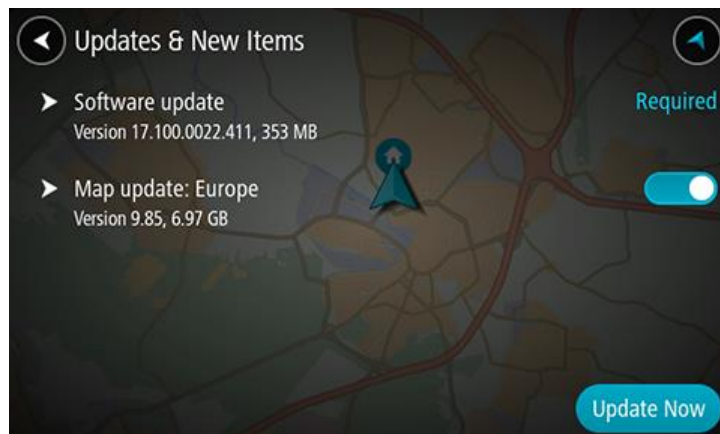 Updates & New Items
Software update
Required
Version 17.100.0022.411, 353 MB
Map update: Europe
Version 9.85, 6.97 GB
Update Now